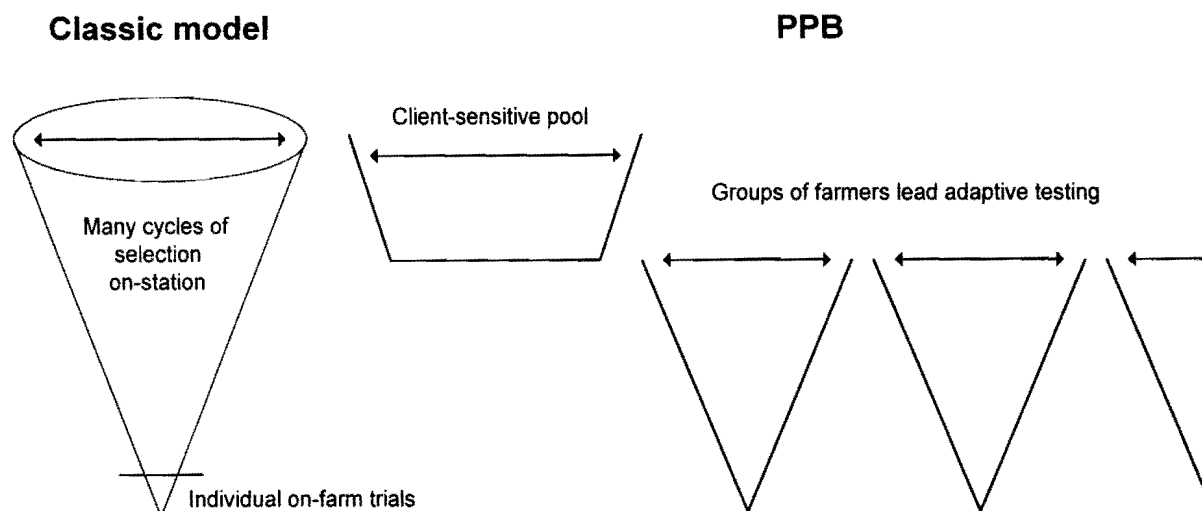 Classic model
PPB
Client-sensitive pool
Groups of farmers lead adaptive testing
Many cycles of
selection
on-station
Individual on-farm trials